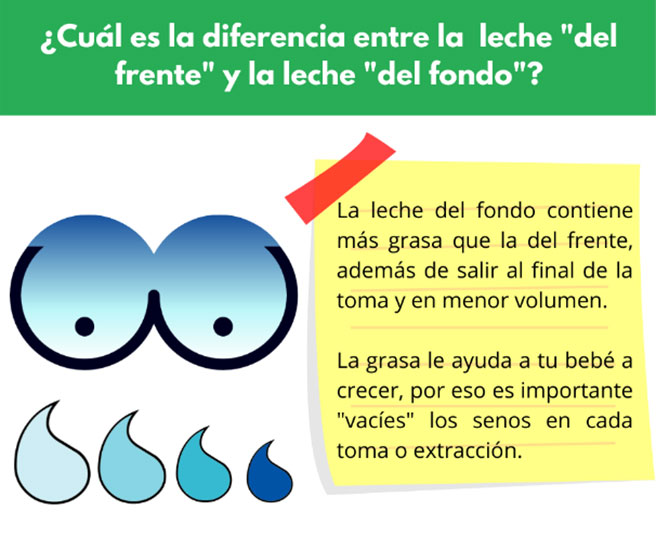 ¿Cuál es la diferencia entre la leche "del
frente" y la leche "del fondo"?
La leche del fondo contiene
más grasa que la del frente,
además de salir al final de la
toma y en menor volumen.
La grasa le ayuda a tu bebé a
crecer, por eso es importante
"vacíes" los senos en cada
toma o extracción.